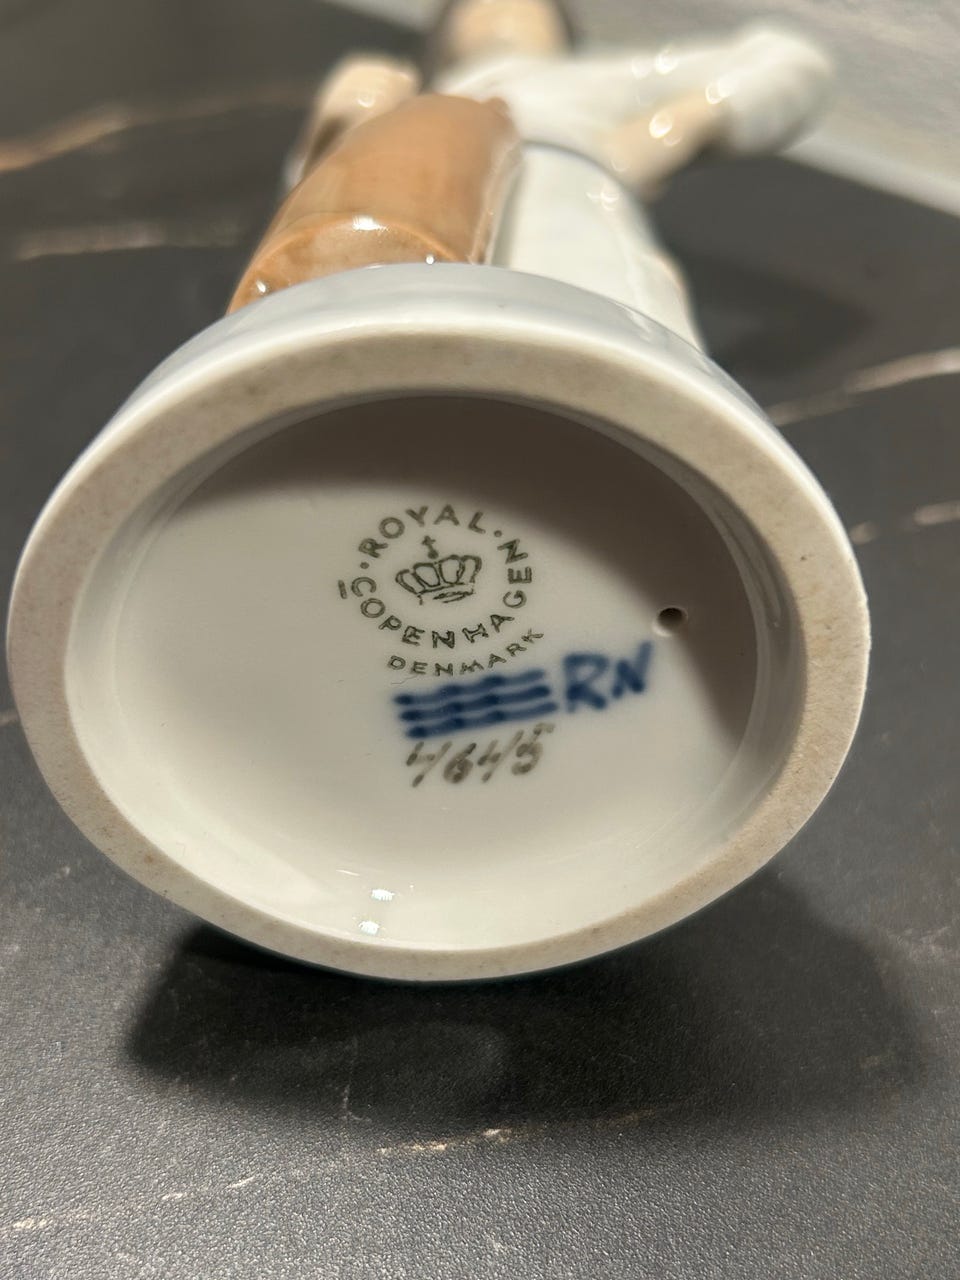 ·ROYAL·
COPENHAGEN
DENMARK
RN
4645